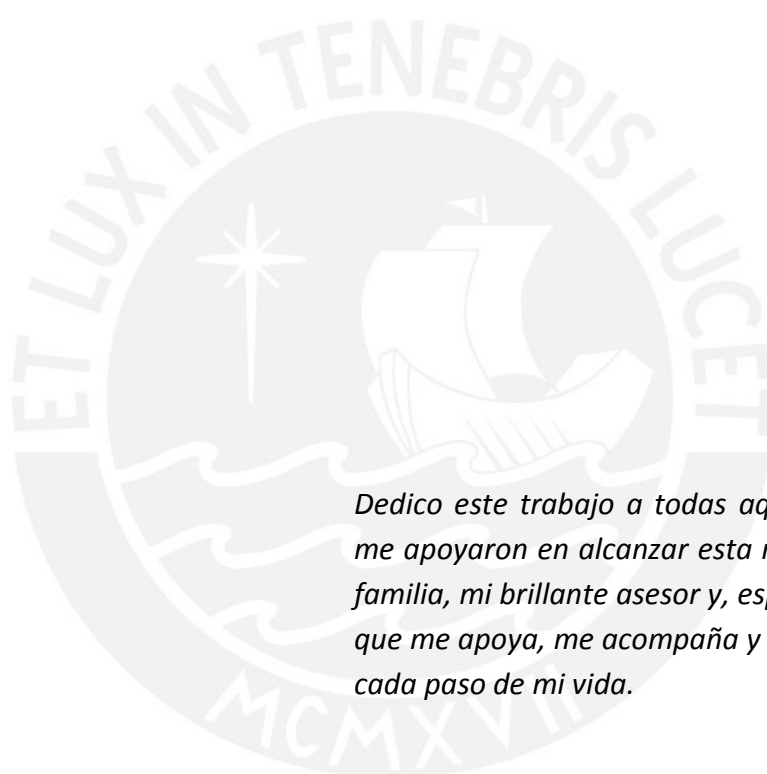 ET LUX IN TENEBRIS LUCET
Dedico este trabajo a todas
me apoyaron en alcanzar esta
familia, mi brillante asesor y,
que me apoya, me acompaña y
cada paso de mi vida.
MCMXVII